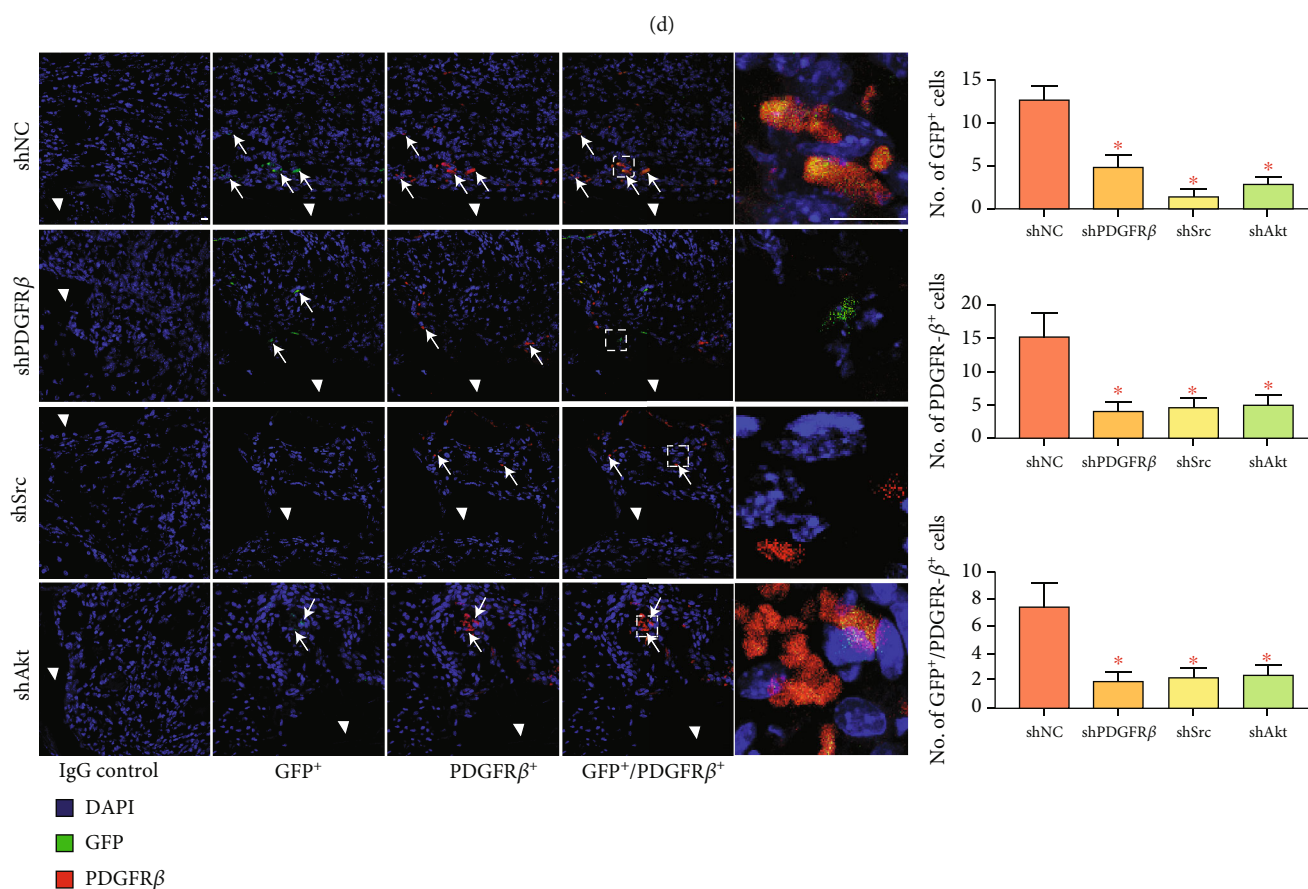 (d)
shNC
shPDGFRβ
shSrc
shAkt
IgG control
GFP⁺
PDGFRβ⁺
GFP⁺/PDGFRβ⁺
DAPI
GFP
PDGFRβ
No. of GFP⁺ cells
15
10
5
0
*
*
*
shNC
shPDGFRβ
shSrc
shAkt
No. of PDGFR-β⁺ cells
20
15
10
5
0
*
*
*
shNC
shPDGFRβ
shSrc
shAkt
No. of GFP⁺/PDGFR-β⁺ cells
10
8
6
4
2
0
*
*
*
shNC
shPDGFRβ
shSrc
shAkt